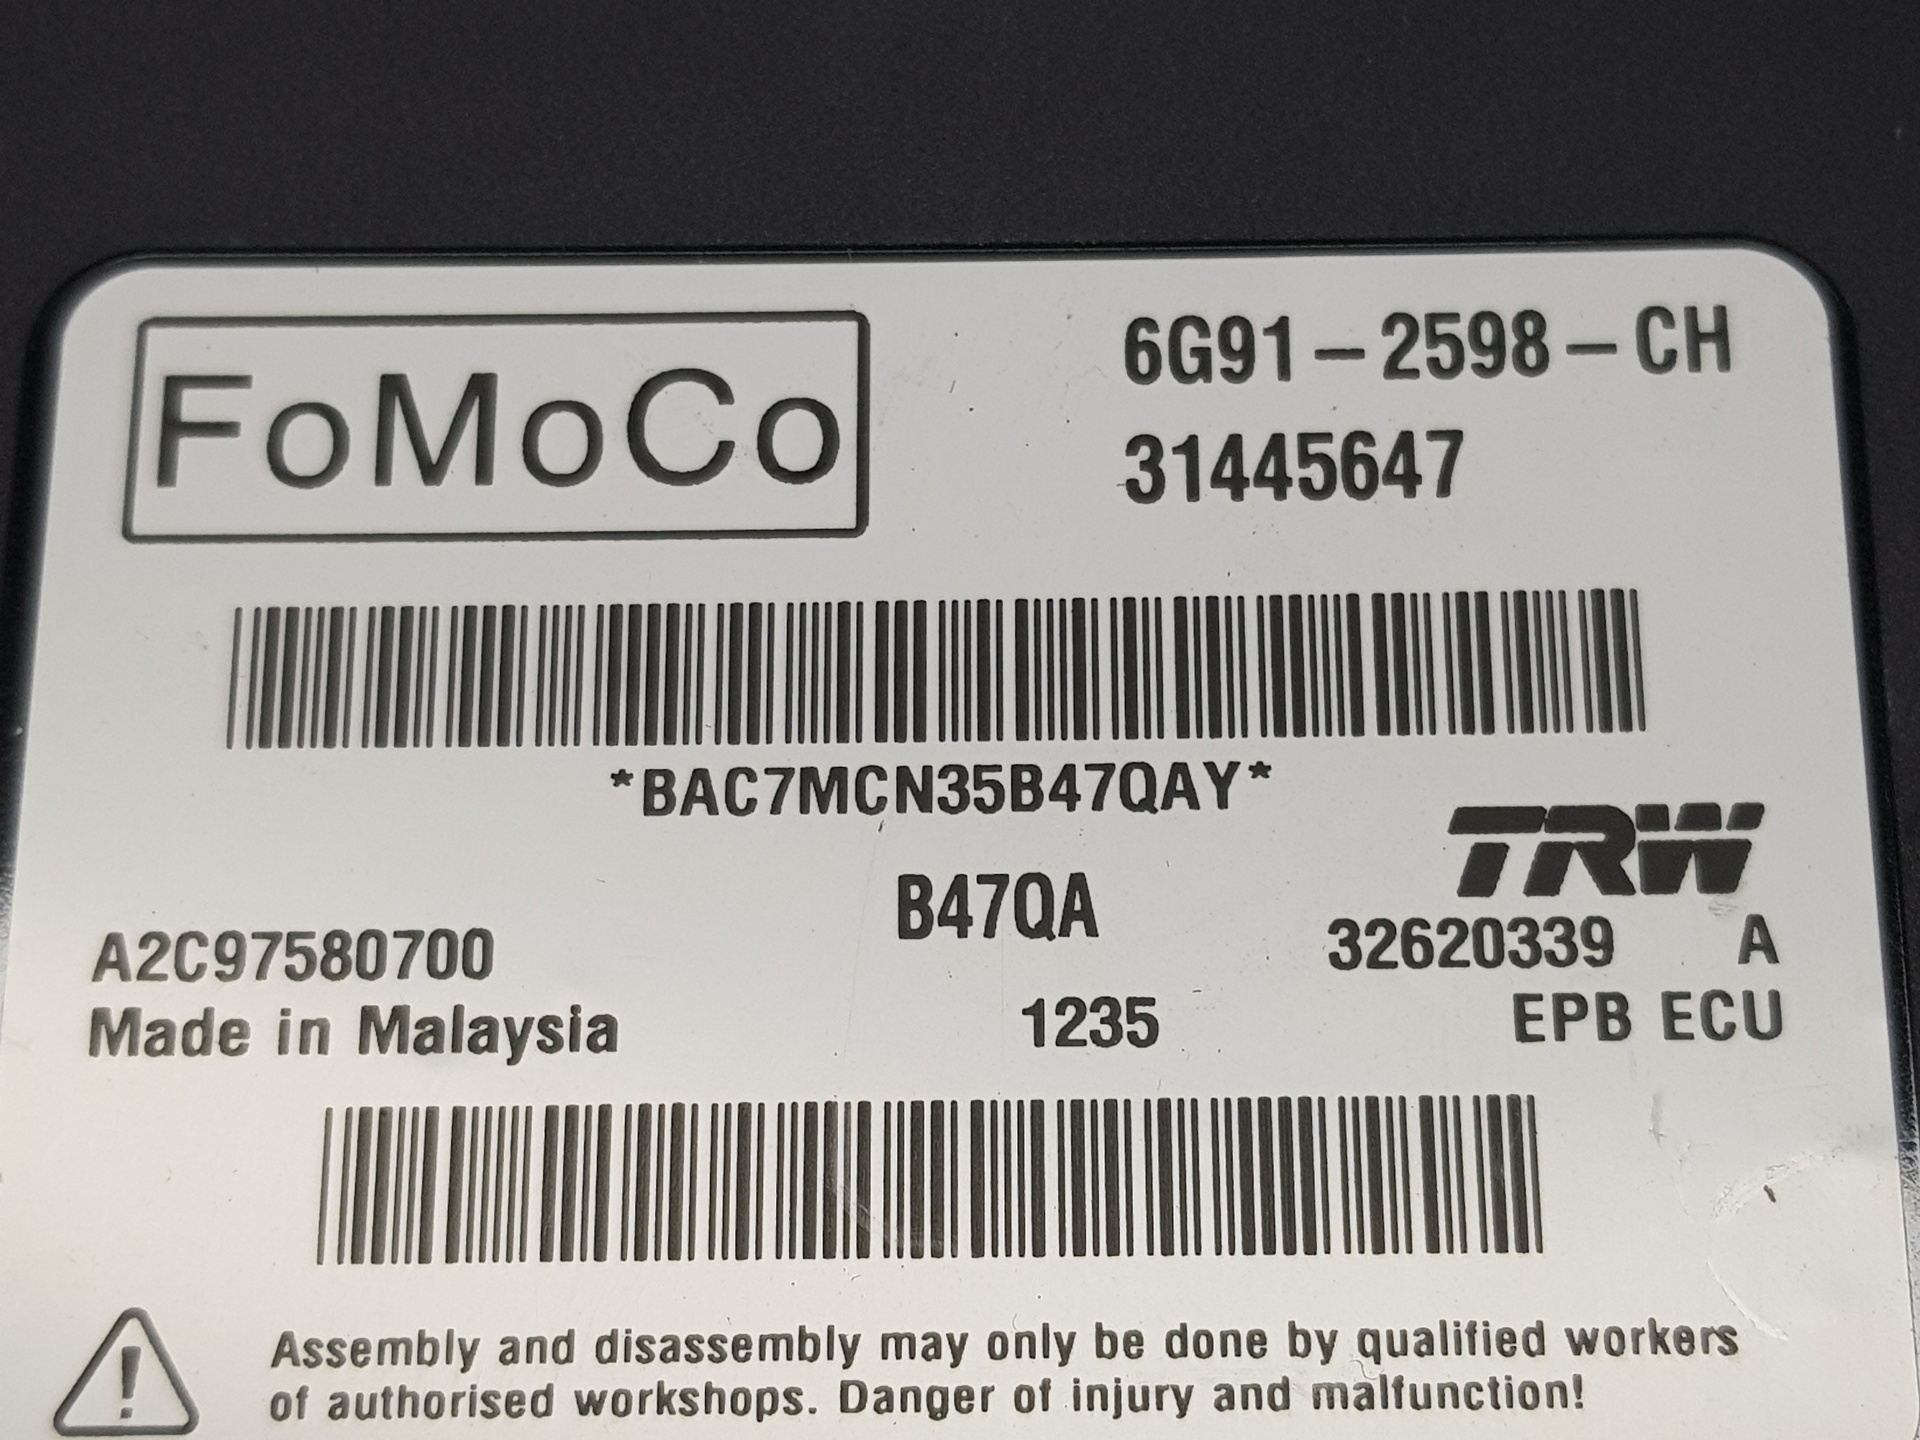 FoMoCo
6G91-2598-CH
31445647
*BAC7MCN35B47QAY*
TRW
B47QA
A2C97580700
32620339 A
Made in Malaysia
1235
EPB ECU
Assembly and disassembly may only be done by qualified workers
of authorised workshops. Danger of injury and malfunction!